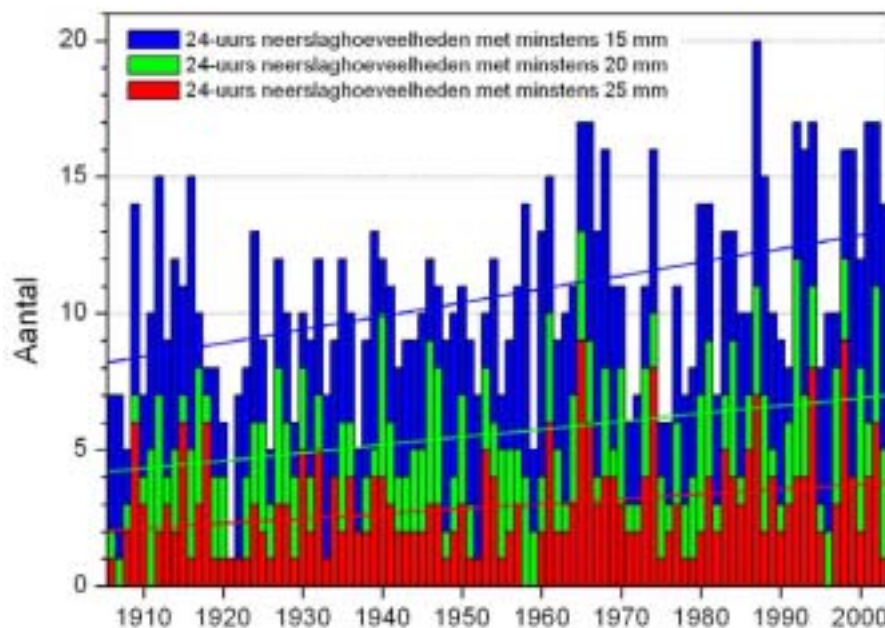 24-uurs neerslaghoeveelheden met minstens 15 mm
24-uurs neerslaghoeveelheden met minstens 20 mm
24-uurs neerslaghoeveelheden met minstens 25 mm
Aantal
20
15
10
5
0
1910 1920 1930 1940 1950 1960 1970 1980 1990 2000